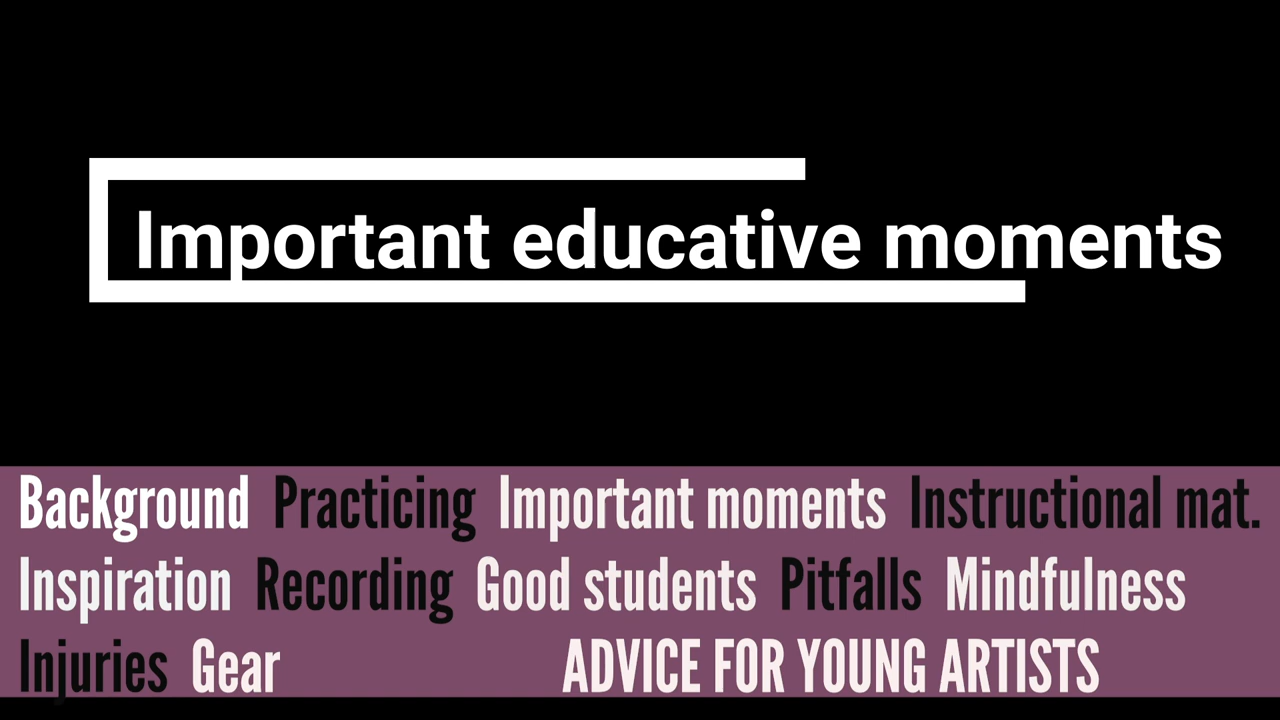 Important educative moments
Background Practicing Important moments Instructional mat.
Inspiration Recording Good students Pitfalls Mindfulness
Injuries Gear ADVICE FOR YOUNG ARTISTS